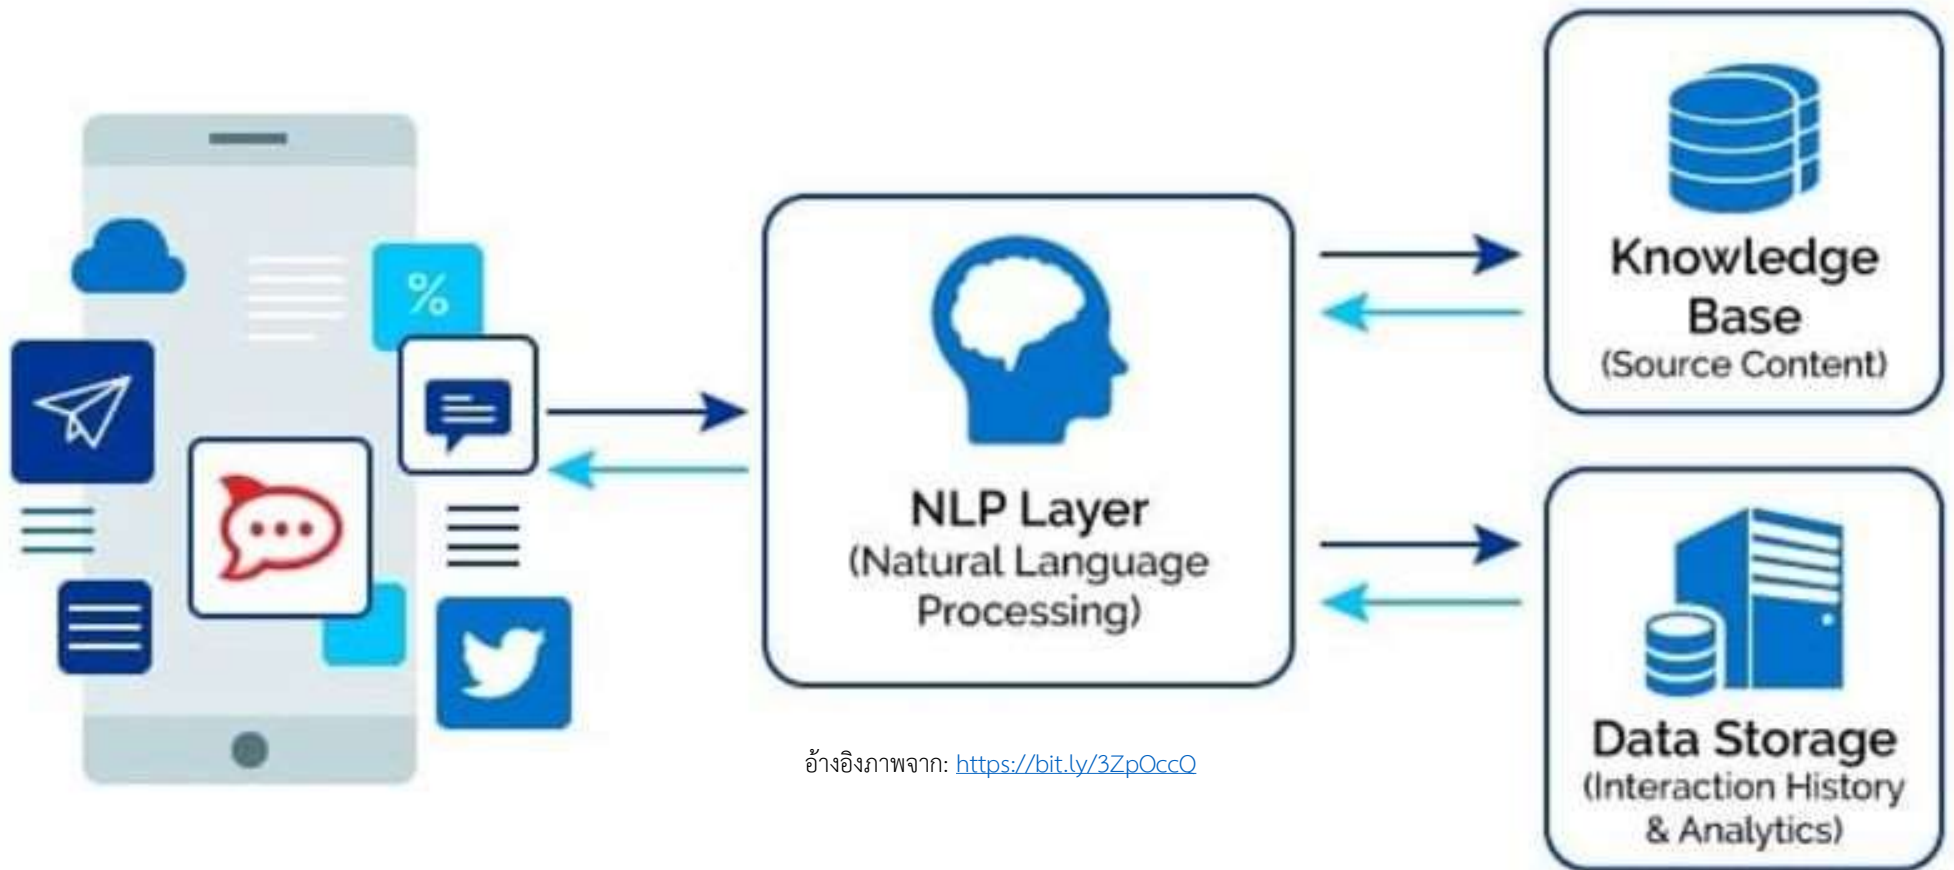 %
NLP Layer
(Natural Language
Processing)
Knowledge
Base
(Source Content)
Data Storage
(Interaction History
& Analytics)
อ้างอิงภาพจาก: https://bit.ly/3ZpOccQ